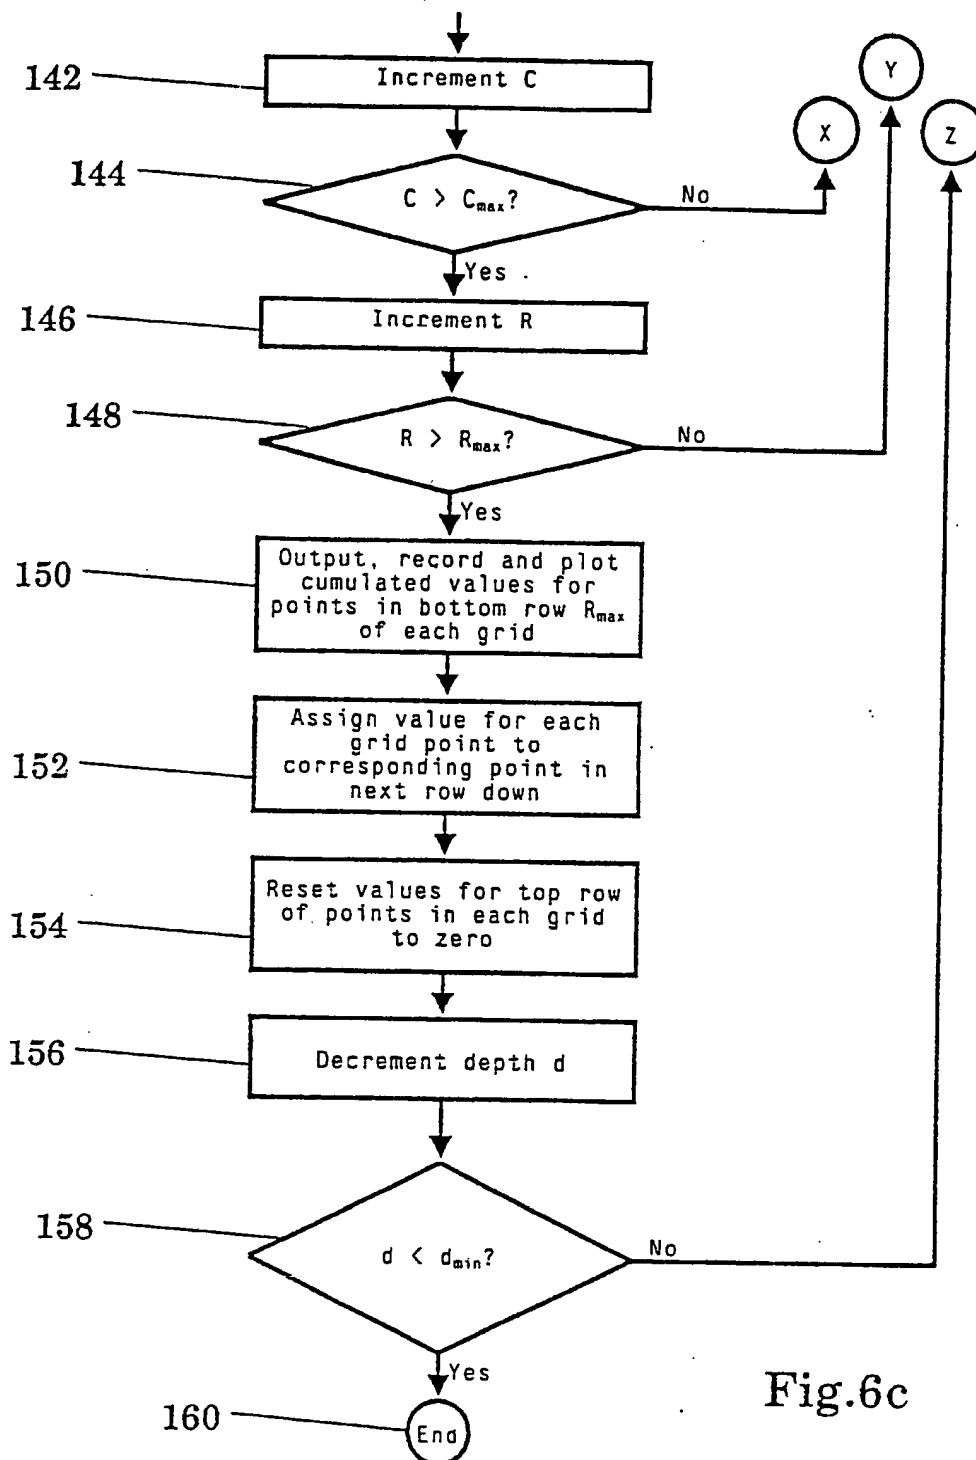 142
Increment C
Y
X
Z
144
C > Cmax?
No
Yes
146
Increment R
148
R > Rmax?
No
Yes
150
Output, record and plot
cumulated values for
points in bottom row Rmax
of each grid
152
Assign value for each
grid point to
corresponding point in
next row down
154
Reset values for top row
of points in each grid
to zero
156
Decrement depth d
158
d < dmin?
No
Yes
160
End
Fig.6c